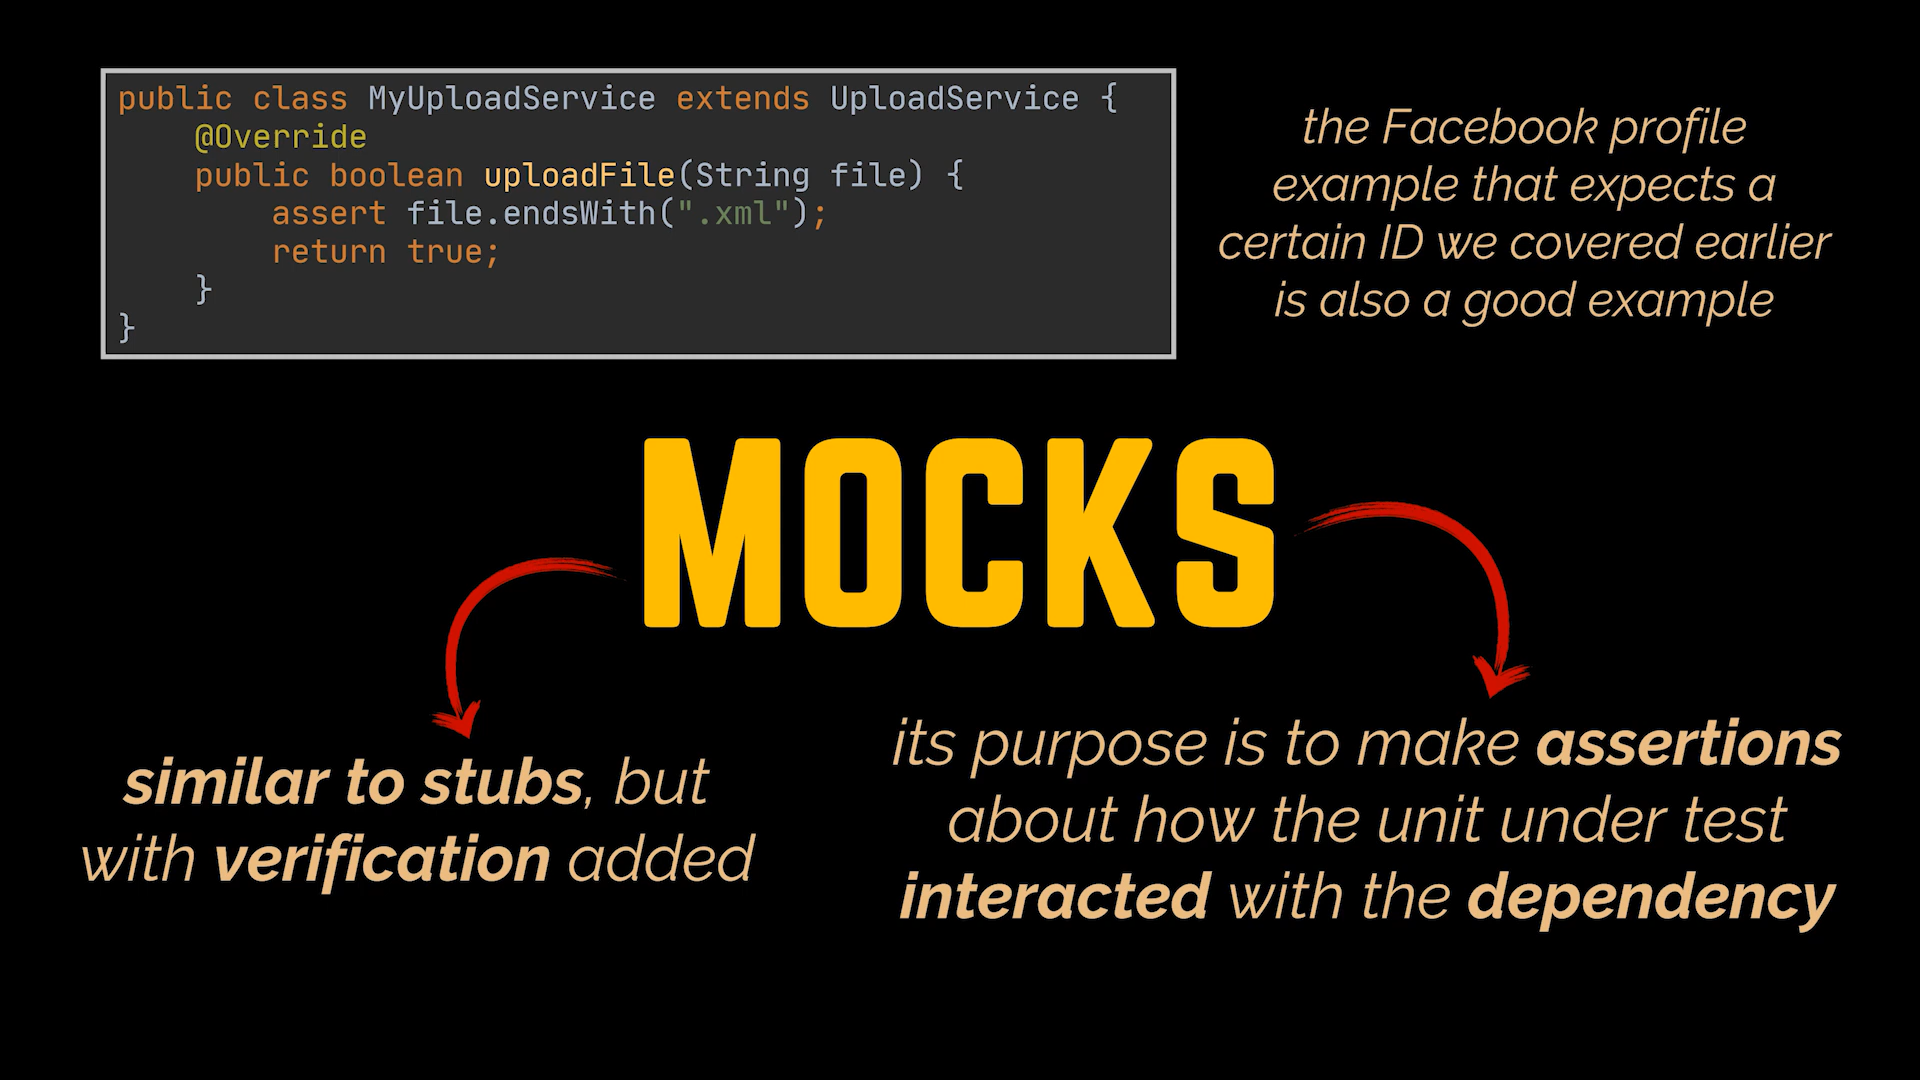 public class MyUploadService extends UploadService {
@Override
public boolean uploadFile(String file) {
assert file.endsWith(".xml");
return true;
}
}
the Facebook profile
example that expects a
certain ID we covered earlier
is also a good example
MOCKS
similar to stubs, but
with verification added
its purpose is to make assertions
about how the unit under test
interacted with the dependency